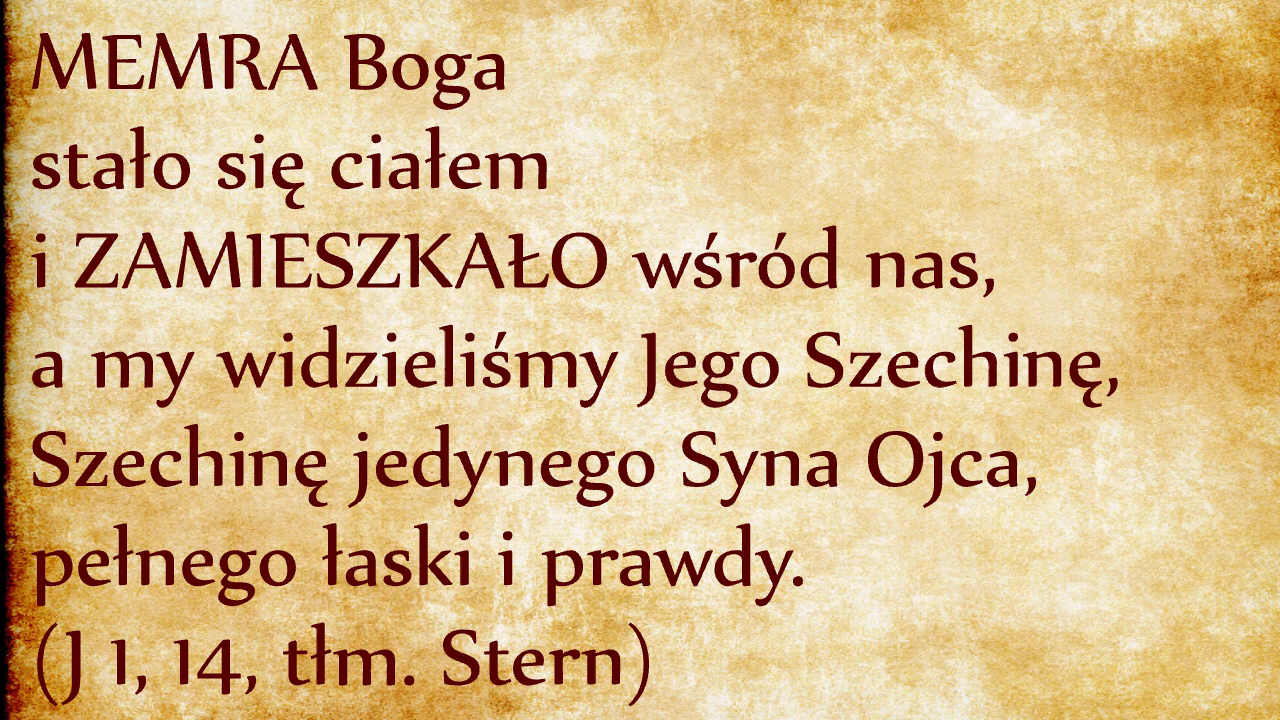 MEMRA Boga
stało się ciałem
i ZAMIESZKAŁO wśród nas,
a my widzieliśmy Jego Szechinę,
Szechinę jedynego Syna Ojca,
pełnego łaski i prawdy.
(J 1, 14, tłm. Stern)